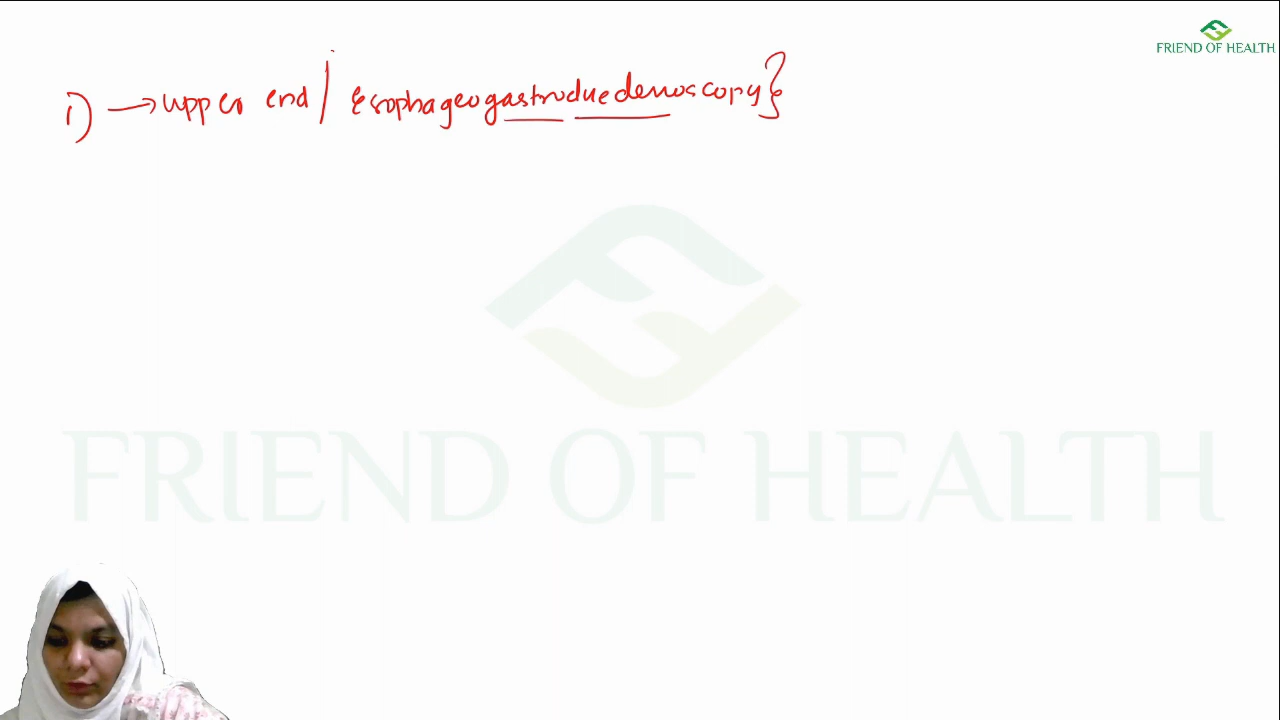 FRIEND OF HEALTH
1) → upper end / Esophageogastroduedenoscopy}
FRIEND OF HEALTH